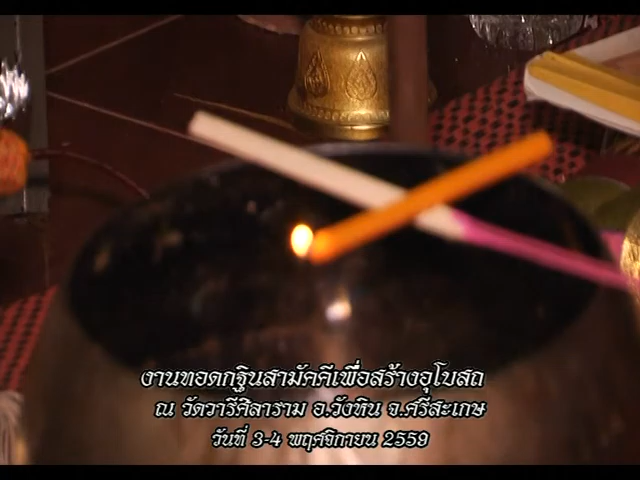 งานทอดกฐินสามัคคีเพื่อสร้างอุโบสถ
ณ วัดวารีศิลาราม อ.วังหิน จ.ศรีสะเกษ
วันที่ 3-4 พฤศจิกายน 2559